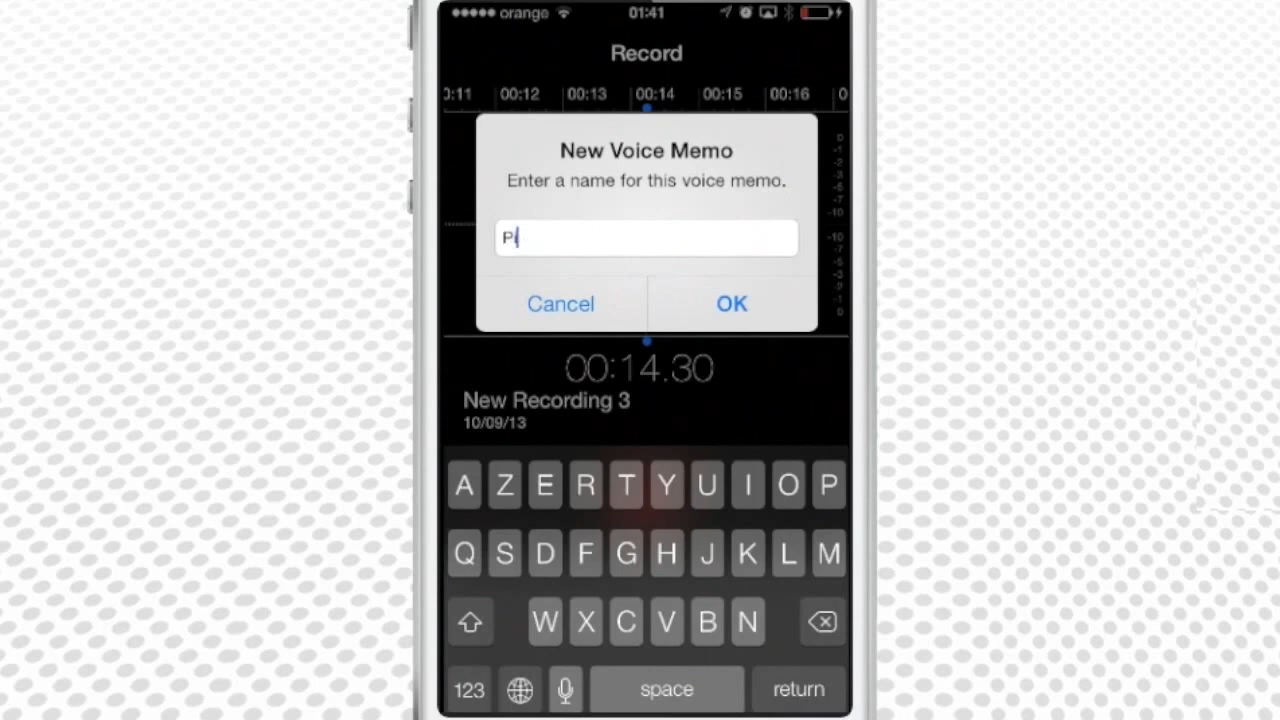 orange 01:41
Record
0:11 00:12 00:13 00:14 00:15 00:16 0
New Voice Memo
Enter a name for this voice memo.
Pi
Cancel OK
00:14.30
New Recording 3
10/09/13
A Z E R T Y U I O P
Q S D F G H J K L M
W X C V B N
123 space return